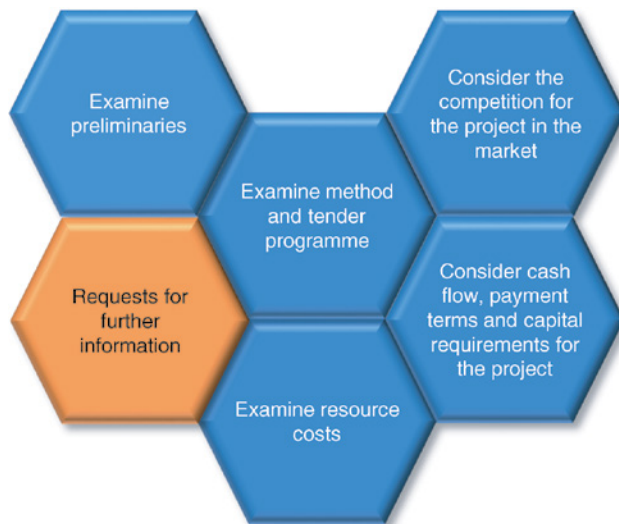 Examine
preliminaries
Consider the
competition for
the project in the
market
Examine method
and tender
programme
Requests for
further
information
Consider cash
flow, payment
terms and capital
requirements for
the project
Examine resource
costs